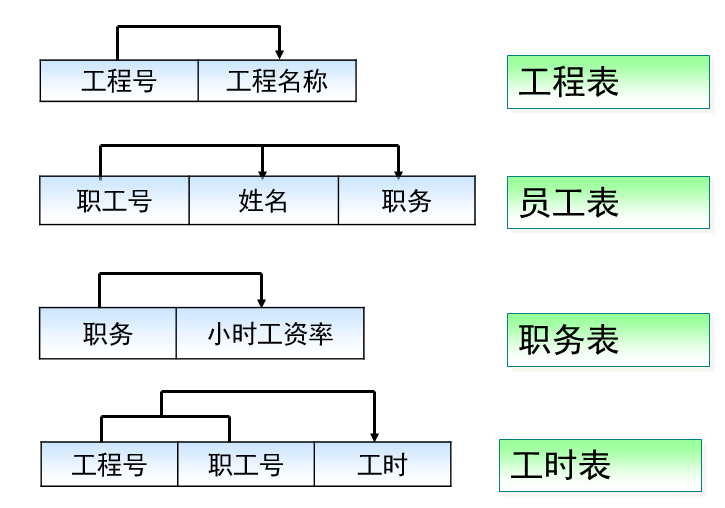 工程号 工程名称 工程表
职工号 姓名 职务 员工表
职务 小时工资率 职务表
工程号 职工号 工时 工时表